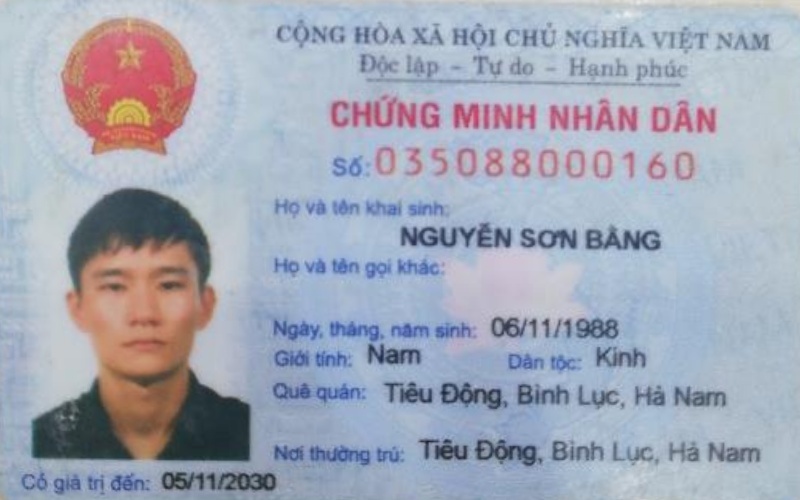 CỘNG HÒA XÃ HỘI CHỦ NGHĨA VIỆT NAM
Độc lập – Tự do – Hạnh phúc
CHỨNG MINH NHÂN DÂN
Số: 035088000160
Họ và tên khai sinh:
NGUYỄN SƠN BẰNG
Họ và tên gọi khác:
Ngày, tháng, năm sinh: 06/11/1988
Giới tính: Nam Dân tộc: Kinh
Quê quán: Tiêu Động, Bình Lục, Hà Nam
Nơi thường trú: Tiêu Động, Bình Lục, Hà Nam
Có giá trị đến: 05/11/2030